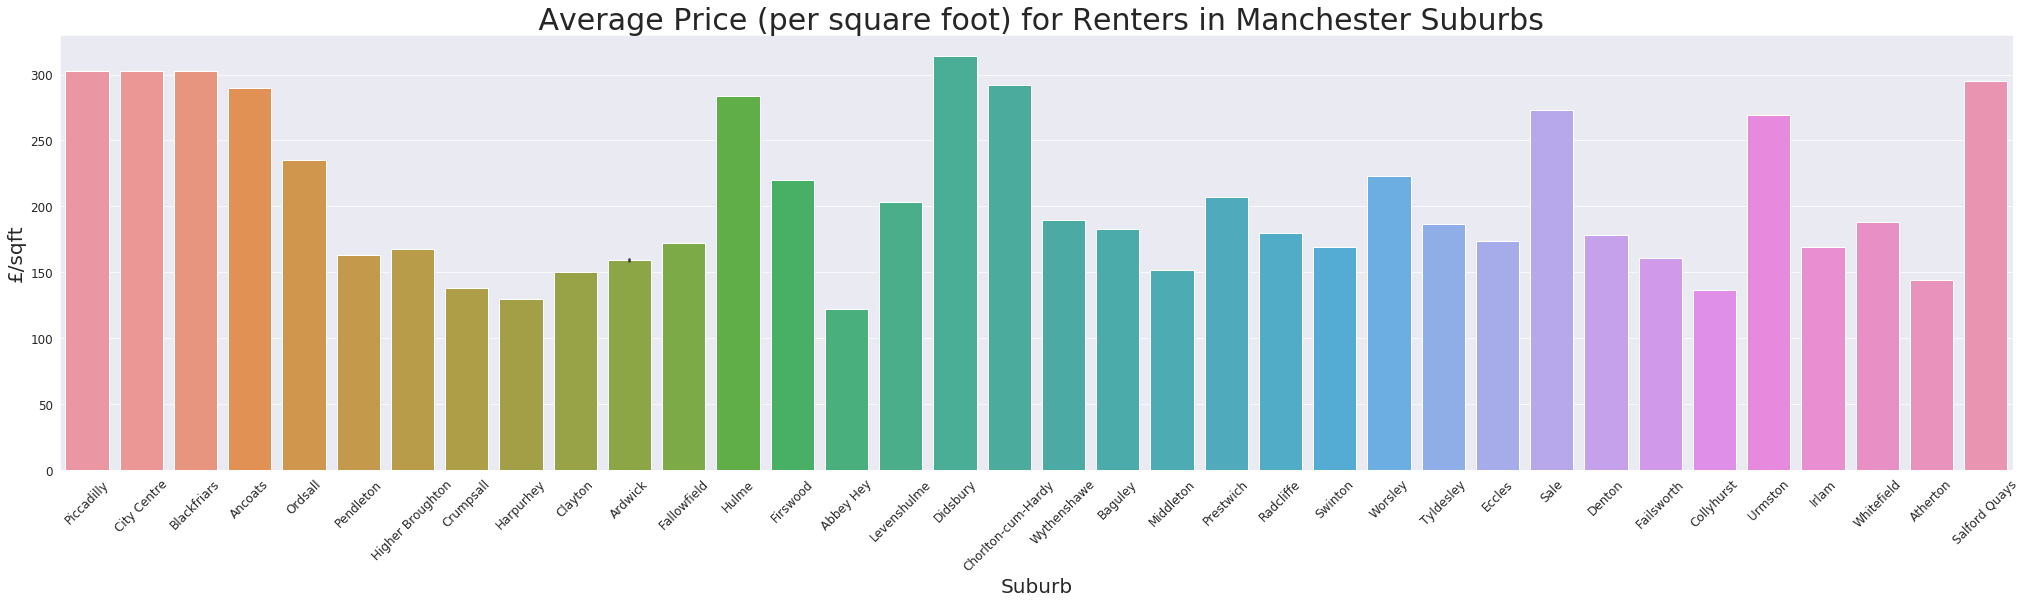 Average Price (per square foot) for Renters in Manchester Suburbs
£/sqft
300
250
200
150
100
50
0
Piccadilly
City Centre
Blackfriars
Ancoats
Ordsall
Pendleton
Higher Broughton
Crumpsall
Harpurhey
Clayton
Ardwick
Fallowfield
Hulme
Firswood
Abbey Hey
Levenshulme
Didsbury
Chorlton-cum-Hardy
Wythenshawe
Baguley
Middleton
Prestwich
Radcliffe
Swinton
Worsley
Tyldesley
Eccles
Sale
Denton
Failsworth
Collyhurst
Urmston
Irlam
Whitefield
Atherton
Salford Quays
Suburb